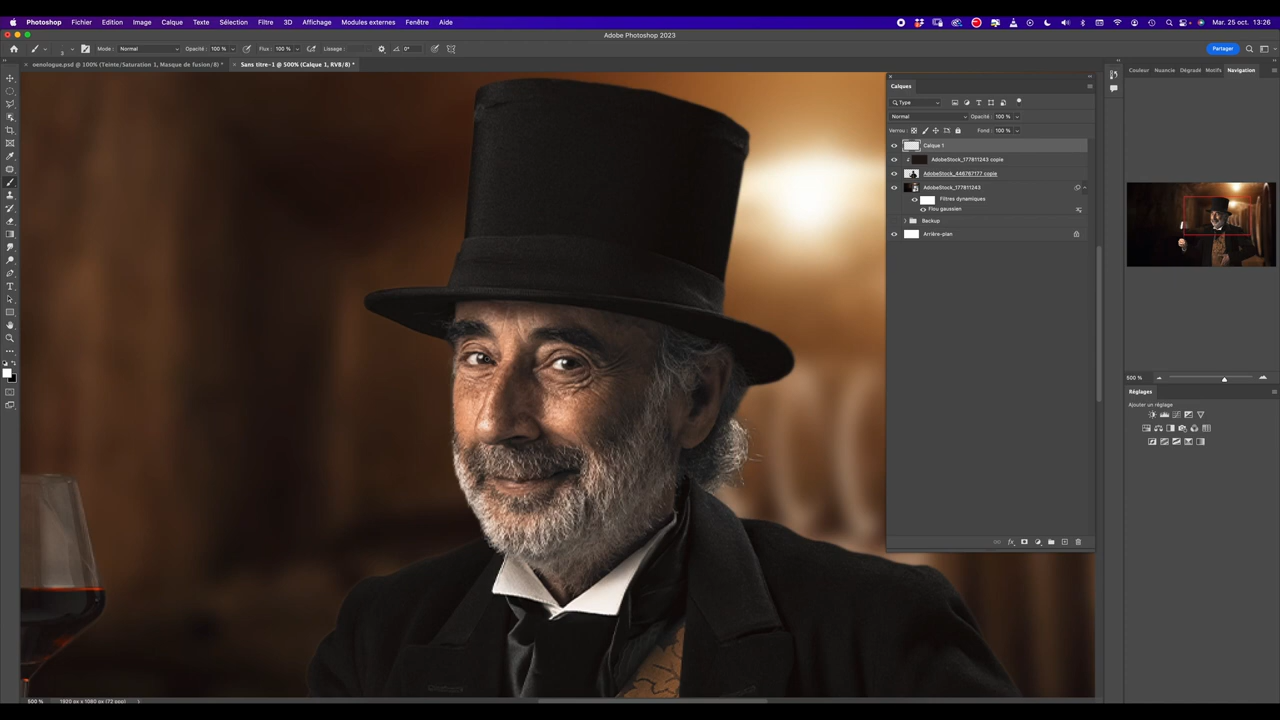 Photoshop Fichier Edition Image Calque Texte Sélection Filtre 3D Affichage Modules externes Fenêtre Aide Mar. 25 oct. 13:26
Adobe Photoshop 2023
Mode : Normal Opacité : 100 % Flux : 100 % Lissage : 0° Partager
oenologue.psd @ 100% (Teinte/Saturation 1, Masque de fusion/8) * Sans titre-1 @ 500% (Calque 1, RVB/8) *
Couleur Nuancie Dégradé Motifs Navigation
Calques
Type
Normal Opacité : 100 %
Verrou : Fond : 100 %
Calque 1
AdobeStock_177811243 copie
AdobeStock_446767177 copie
AdobeStock_177811243
Filtres dynamiques
Flou gaussien
Backup
Arrière-plan
500 %
Réglages
Ajouter un réglage
500 % 1920 px x 1080 px (72 ppp)